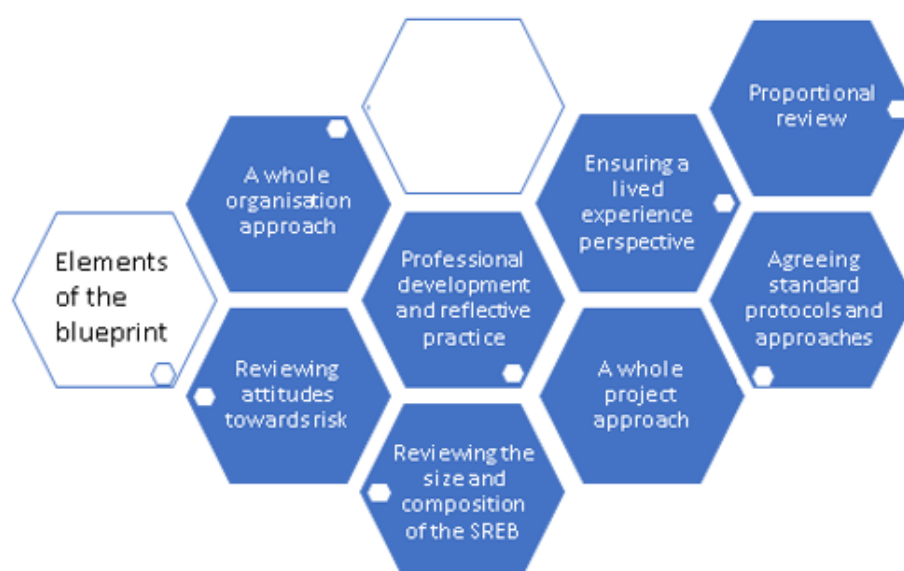 Elements
of the
blueprint
A whole
organisation
approach
Reviewing
attitudes
towards risk
Professional
development
and reflective
practice
Reviewing the
size and
composition
of the SREB
Ensuring a
lived
experience
perspective
A whole
project
approach
Proportional
review
Agreeing
standard
protocols and
approaches